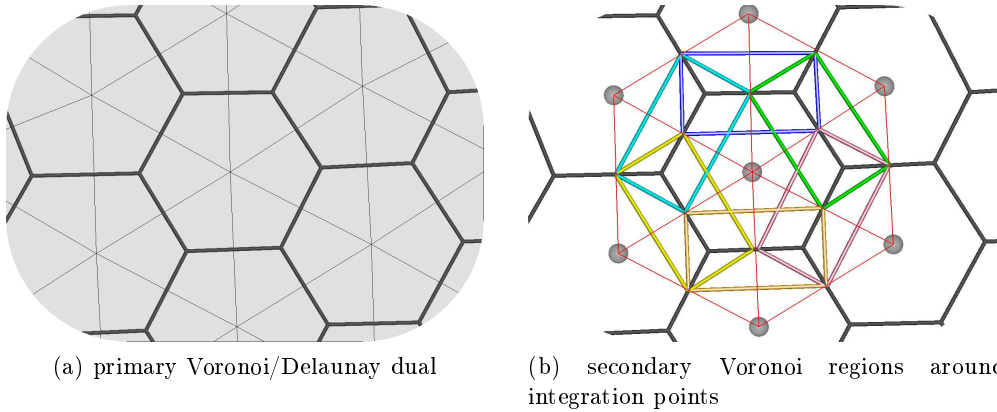 (a) primary Voronoi/Delaunay dual
(b) secondary Voronoi regions around
integration points